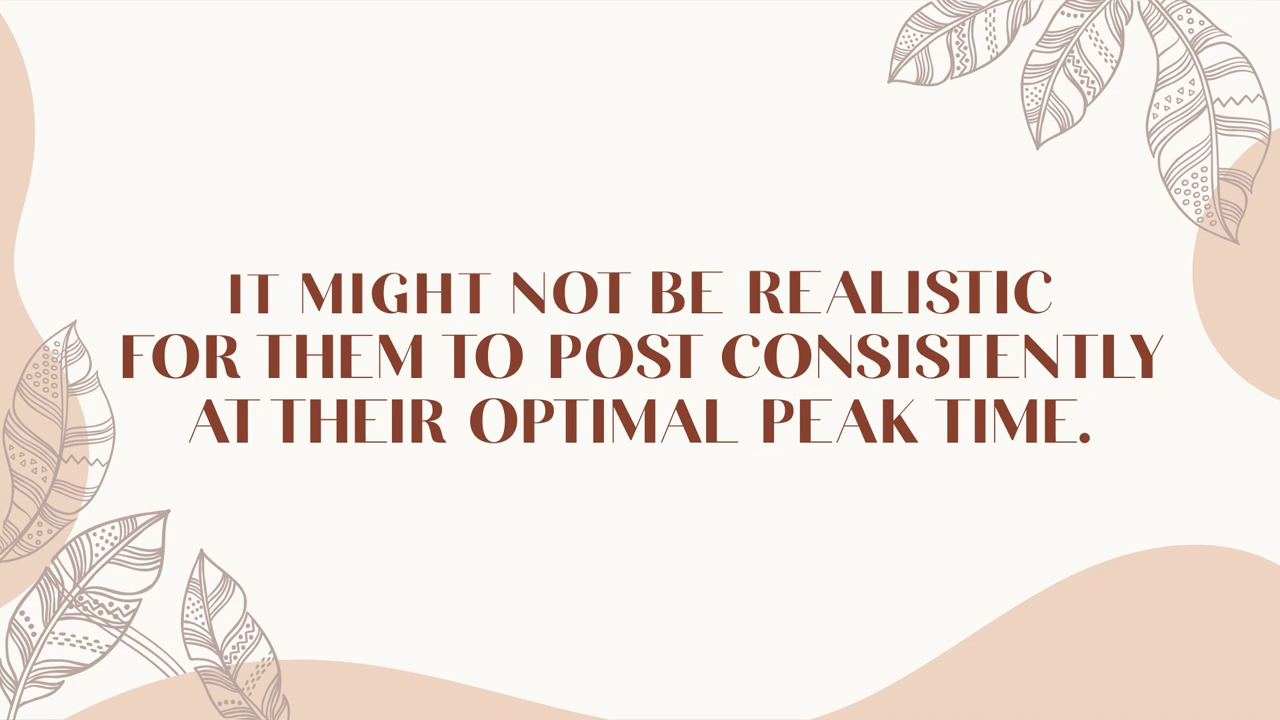 IT MIGHT NOT BE REALISTIC
FOR THEM TO POST CONSISTENTLY
AT THEIR OPTIMAL PEAK TIME.